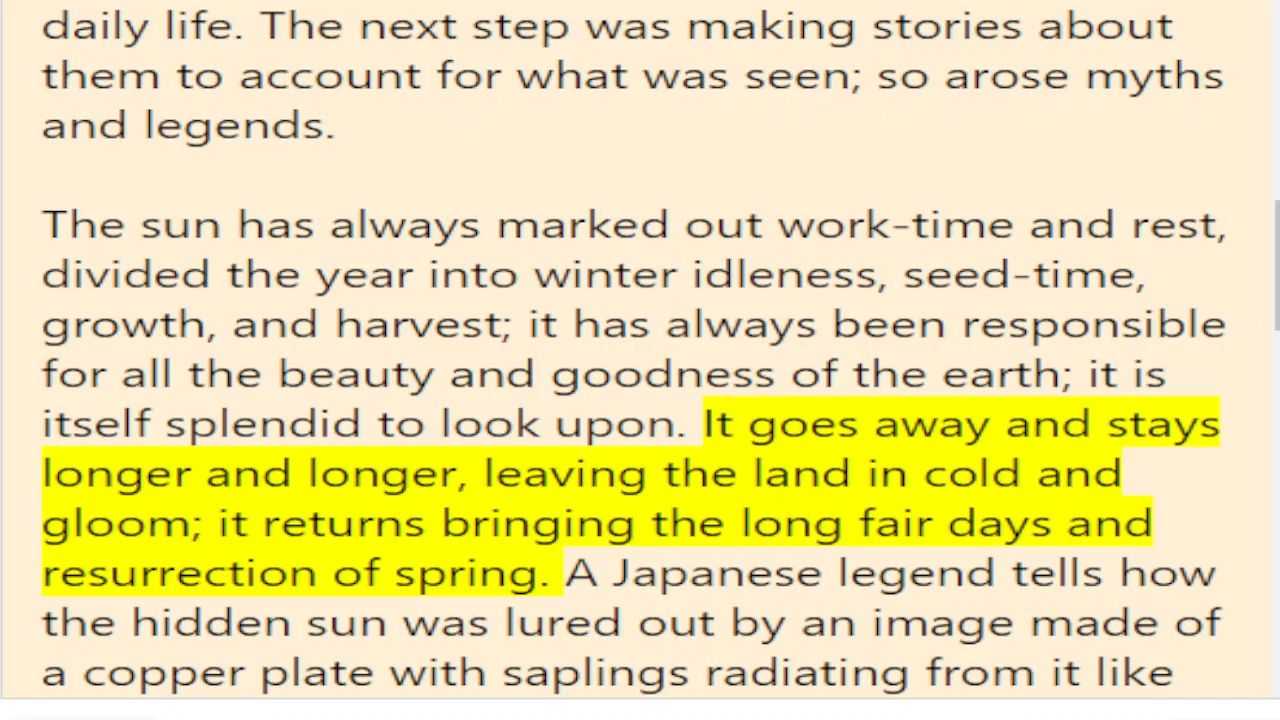 daily life. The next step was making stories about
them to account for what was seen; so arose myths
and legends.
The sun has always marked out work-time and rest,
divided the year into winter idleness, seed-time,
growth, and harvest; it has always been responsible
for all the beauty and goodness of the earth; it is
itself splendid to look upon. It goes away and stays
longer and longer, leaving the land in cold and
gloom; it returns bringing the long fair days and
resurrection of spring. A Japanese legend tells how
the hidden sun was lured out by an image made of
a copper plate with saplings radiating from it like